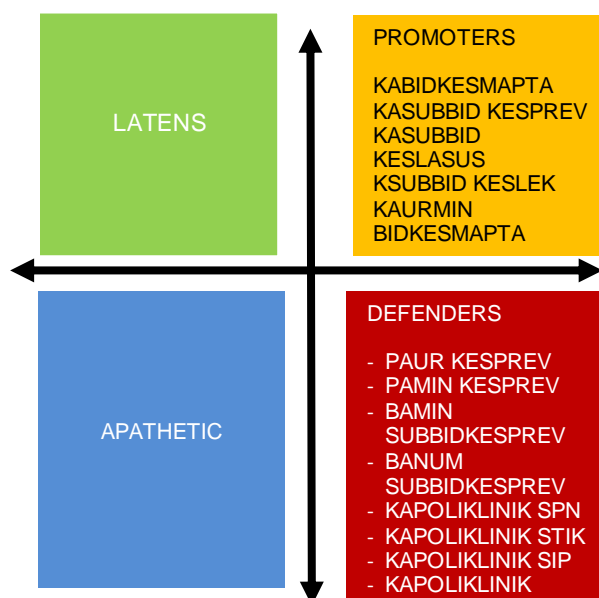 LATENS
PROMOTERS
KABIDKESMAPTA
KASUBBID KESPREV
KASUBBID
KESLASUS
KSUBBID KESLEK
KAURMIN
BIDKESMAPTA
APATHETIC
DEFENDERS
- PAUR KESPREV
- PAMIN KESPREV
- BAMIN
SUBBIDKESPREV
- BANUM
SUBBIDKESPREV
- KAPOLIKLINIK SPN
- KAPOLIKLINIK STIK
- KAPOLIKLINIK SIP
- KAPOLIKLINIK